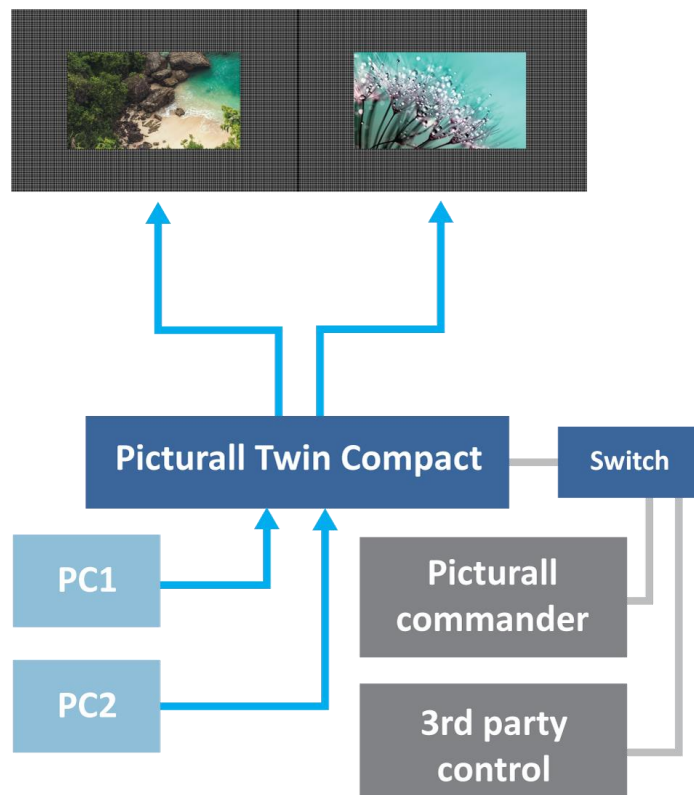 Picturall Twin Compact
Switch
PC1
Picturall
commander
PC2
3rd party
control